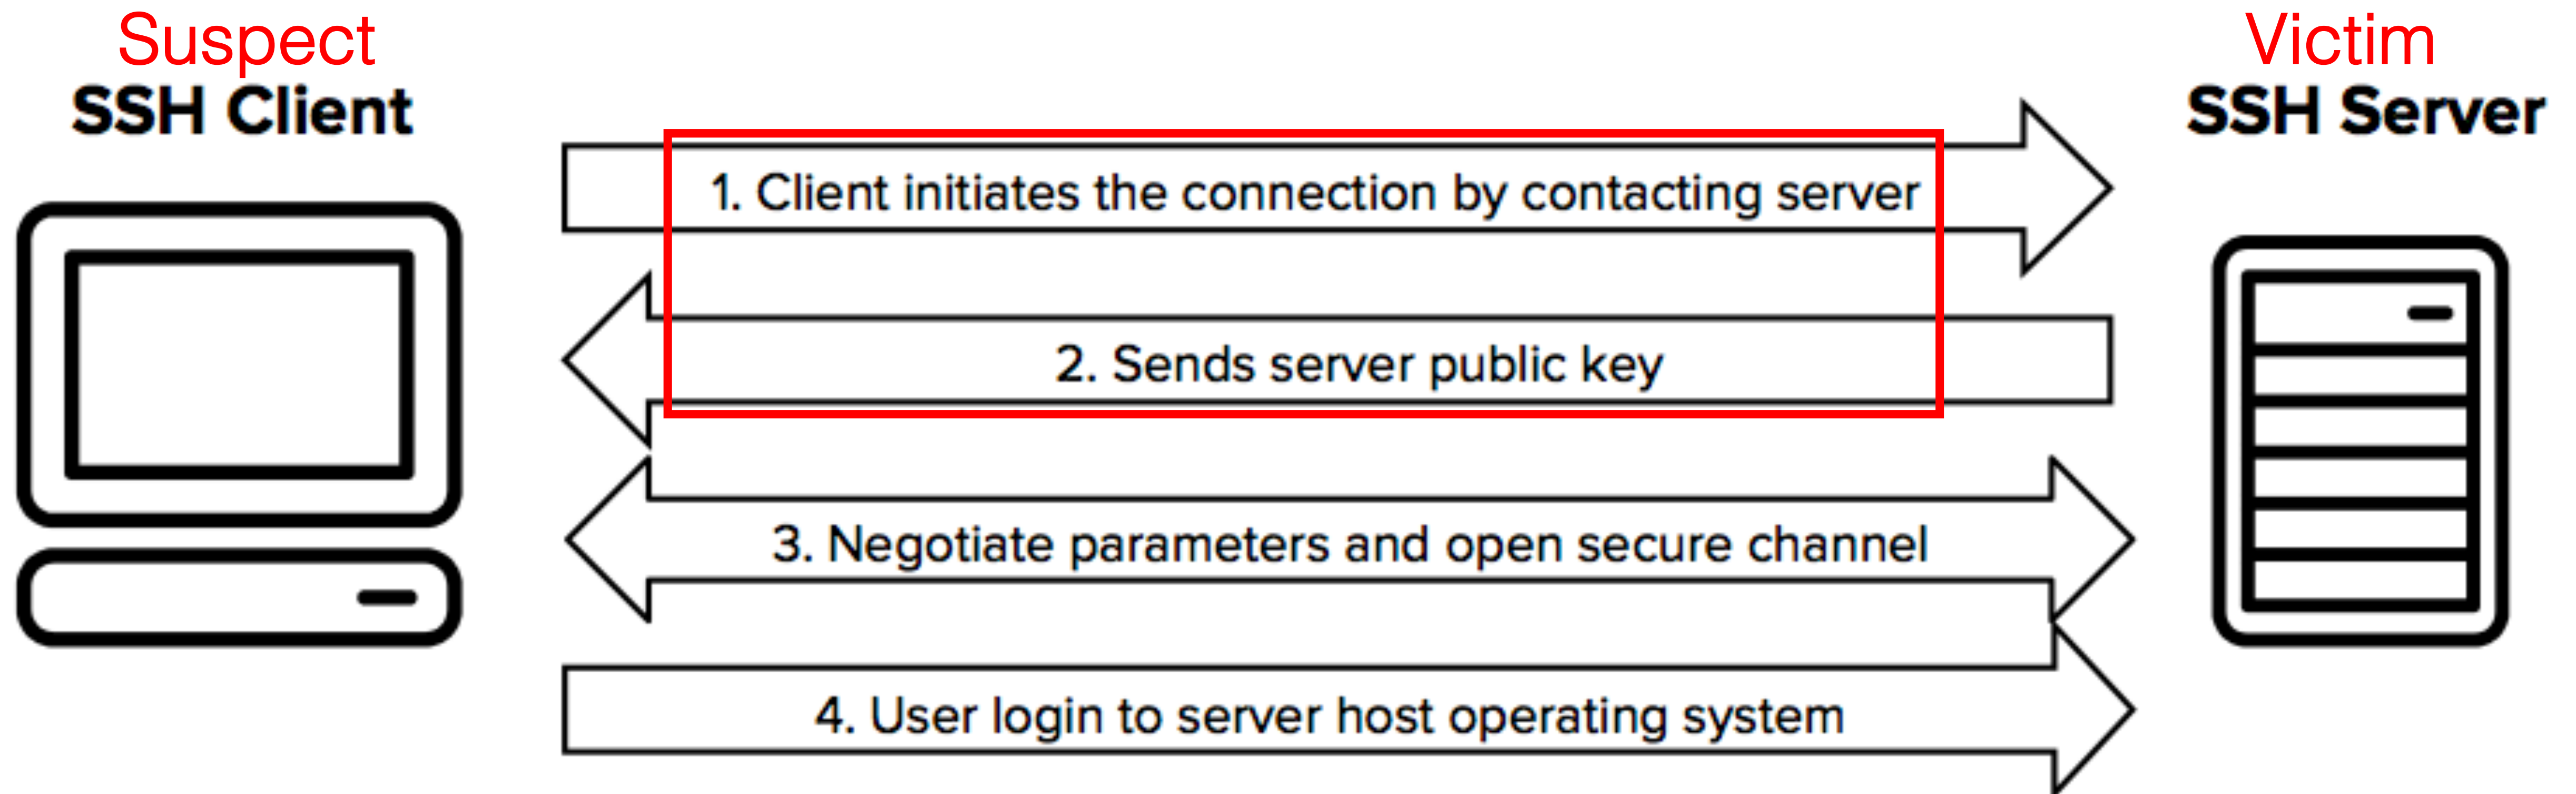 Suspect
SSH Client
Victim
SSH Server
1. Client initiates the connection by contacting server
2. Sends server public key
3. Negotiate parameters and open secure channel
4. User login to server host operating system